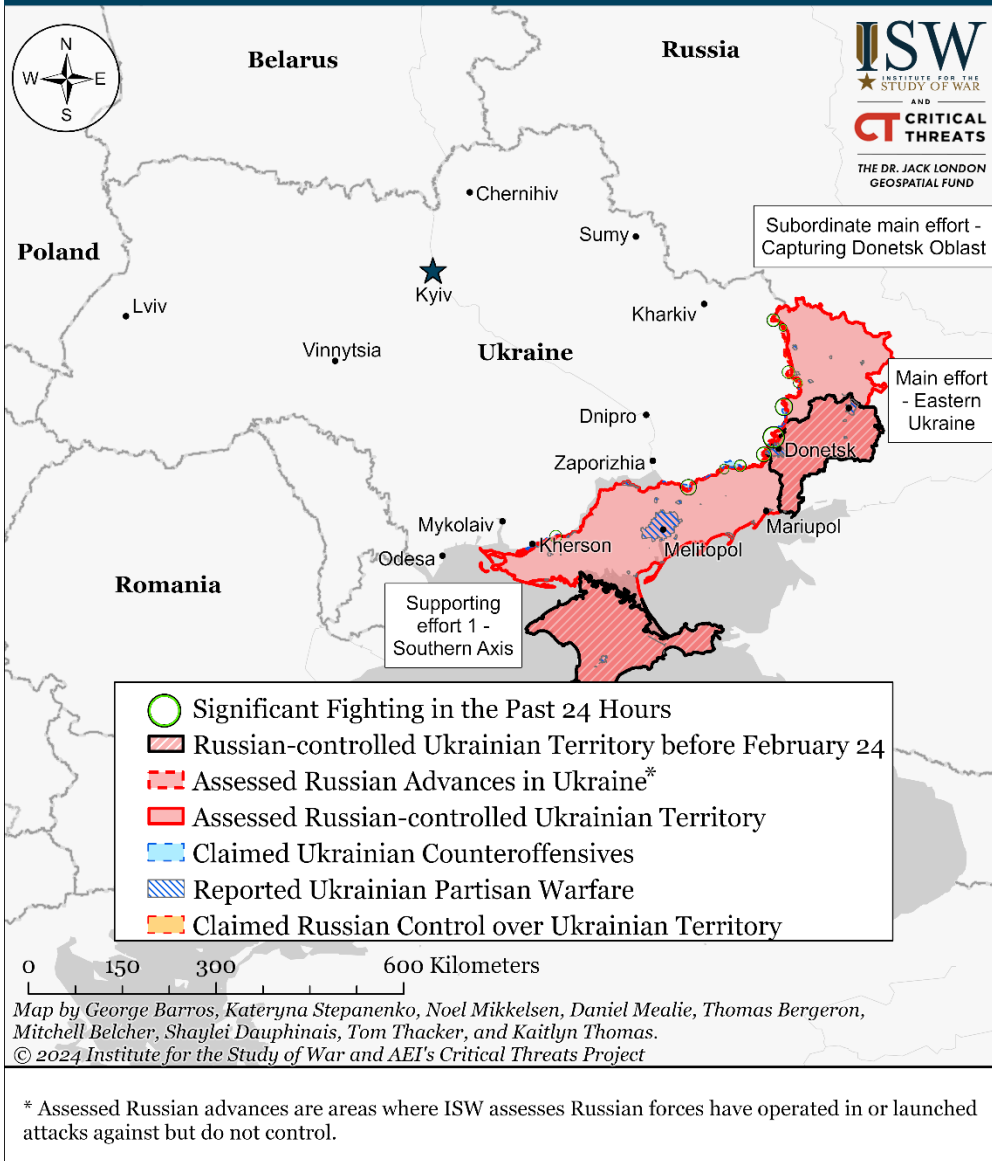 N
W
E
S
Belarus
Russia
ISW
INSTITUTE FOR THE
STUDY OF WAR
AND
CT CRITICAL
THREATS
THE DR. JACK LONDON
GEOSPATIAL FUND
Chernihiv
Sumy
Subordinate main effort -
Capturing Donetsk Oblast
Poland
Kyiv
Lviv
Kharkiv
Vinnytsia
Ukraine
Main effort
- Eastern
Ukraine
Dnipro
Donetsk
Zaporizhia
Mykolaiv
Mariupol
Kherson
Melitopol
Odesa
Romania
Supporting
effort 1 -
Southern Axis
Significant Fighting in the Past 24 Hours
Russian-controlled Ukrainian Territory before February 24
Assessed Russian Advances in Ukraine*
Assessed Russian-controlled Ukrainian Territory
Claimed Ukrainian Counteroffensives
Reported Ukrainian Partisan Warfare
Claimed Russian Control over Ukrainian Territory
0 150 300 600 Kilometers
Map by George Barros, Kateryna Stepanenko, Noel Mikkelsen, Daniel Mealie, Thomas Bergeron,
Mitchell Belcher, Shaylei Dauphinais, Tom Thacker, and Kaitlyn Thomas.
© 2024 Institute for the Study of War and AEI's Critical Threats Project
* Assessed Russian advances are areas where ISW assesses Russian forces have operated in or launched
attacks against but do not control.